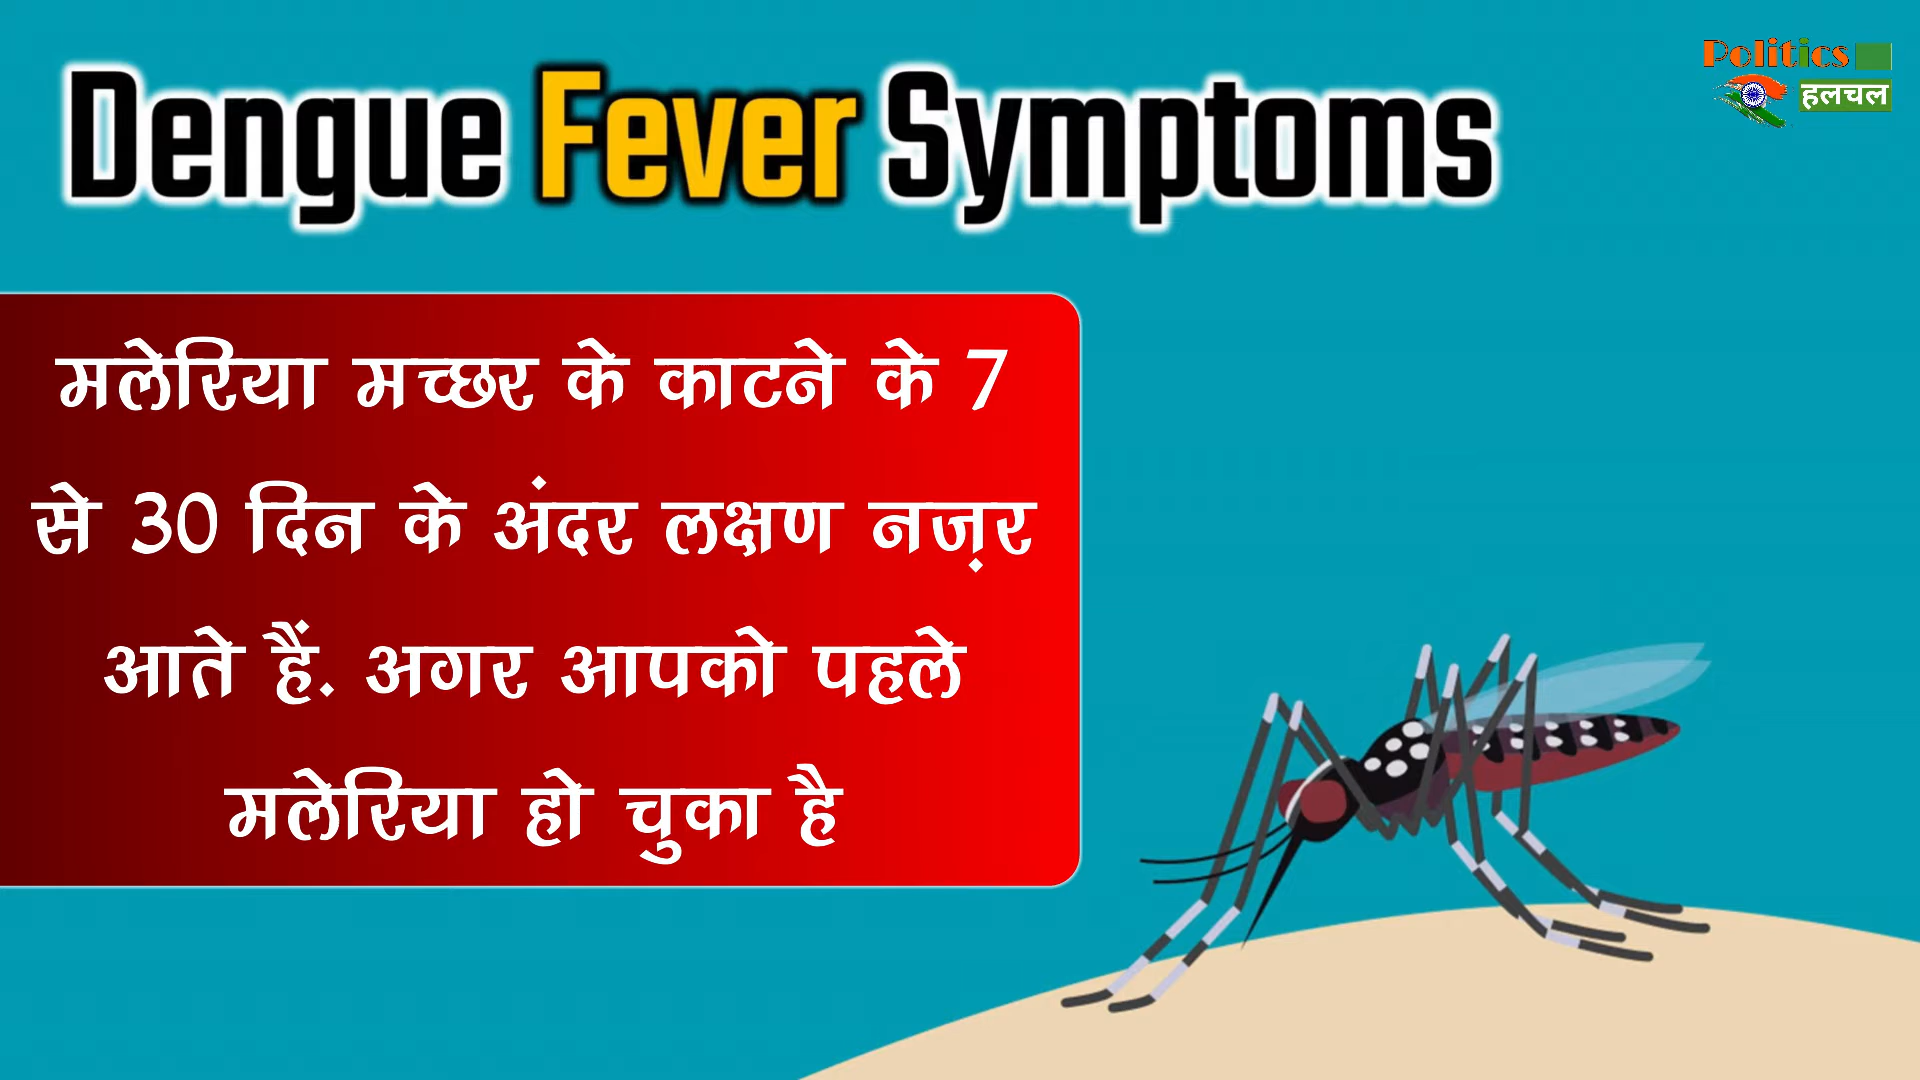 Dengue Fever Symptoms
Politics
हलचल
मलेरिया मच्छर के काटने के 7
से 30 दिन के अंदर लक्षण नज़र
आते हैं. अगर आपको पहले
मलेरिया हो चुका है